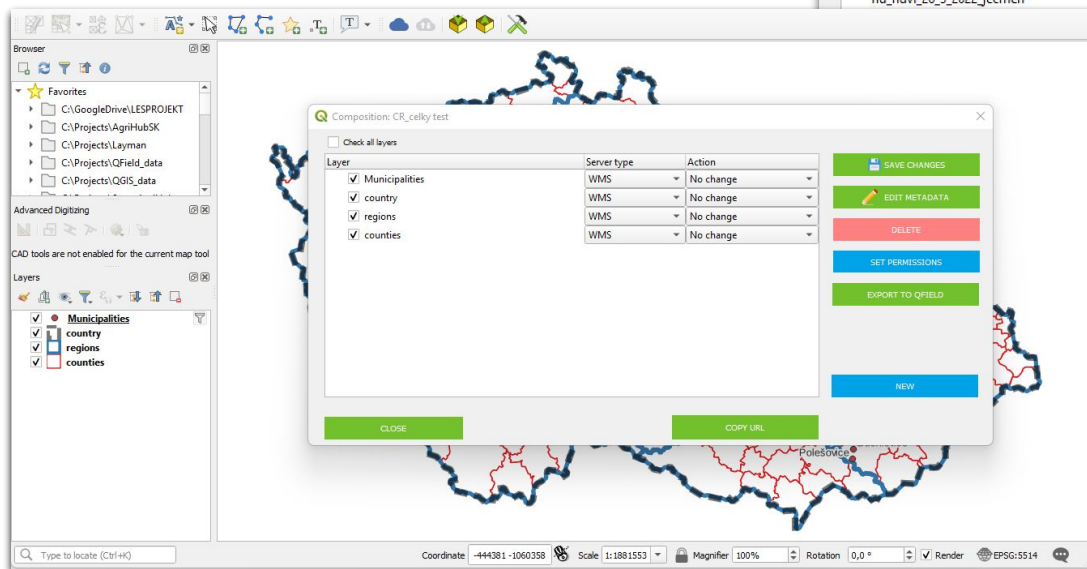 nu_navi_26_5_2022_jecmen
Browser
Favorites
C:\GoogleDrive\LESPROJEKT
C:\Projects\AgriHubSK
C:\Projects\Layman
C:\Projects\QField_data
C:\Projects\QGIS_data
Advanced Digitizing
CAD tools are not enabled for the current map tool
Layers
Municipalities
country
regions
counties
Composition: CR_celky test
Check all layers
Layer Server type Action
Municipalities WMS No change
country WMS No change
regions WMS No change
counties WMS No change
SAVE CHANGES
EDIT METADATA
DELETE
SET PERMISSIONS
EXPORT TO QFIELD
NEW
CLOSE COPY URL
Polešovice
Type to locate (Ctrl+K) Coordinate -444381 -1060358 Scale 1:1881553 Magnifier 100% Rotation 0,0 ° Render EPSG:5514